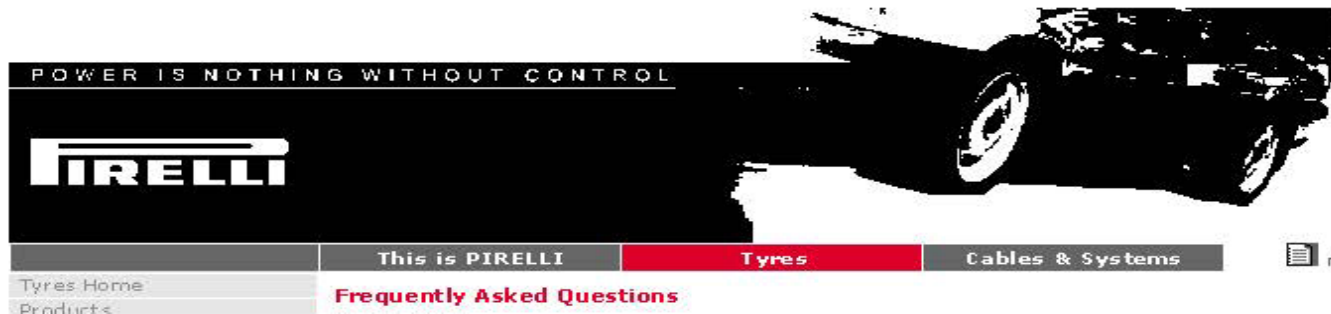 POWER IS NOTHING WITHOUT CONTROL
PIRELLI
This is PIRELLI Tyres Cables & Systems
Tyres Home
Frequently Asked Questions
Products